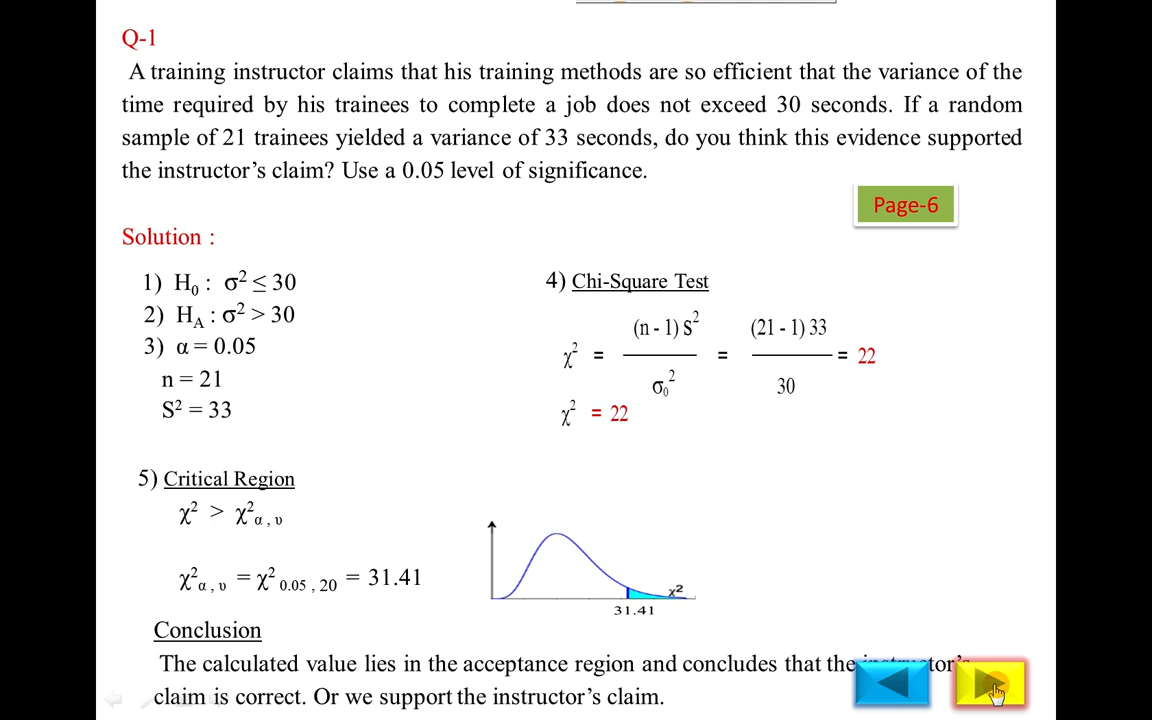 Q-1
A training instructor claims that his training methods are so efficient that the variance of the
time required by his trainees to complete a job does not exceed 30 seconds. If a random
sample of 21 trainees yielded a variance of 33 seconds, do you think this evidence supported
the instructor's claim? Use a 0.05 level of significance.
Page-6
Solution :
1) H₀ : σ² ≤ 30
2) H_A : σ² > 30
3) α = 0.05
n = 21
S² = 33
4) Chi-Square Test
χ² = (n - 1) S² / σ₀² = (21 - 1) 33 / 30 = 22
χ² = 22
5) Critical Region
χ² > χ²α , υ
χ²α , υ = χ² 0.05 , 20 = 31.41
χ²
31.41
Conclusion
The calculated value lies in the acceptance region and concludes that the instructor's
claim is correct. Or we support the instructor's claim.